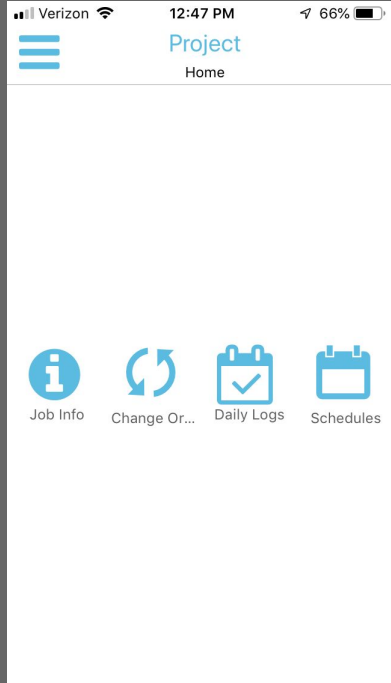 Verizon 12:47 PM 66%
Project
Home
Job Info Change Or... Daily Logs Schedules